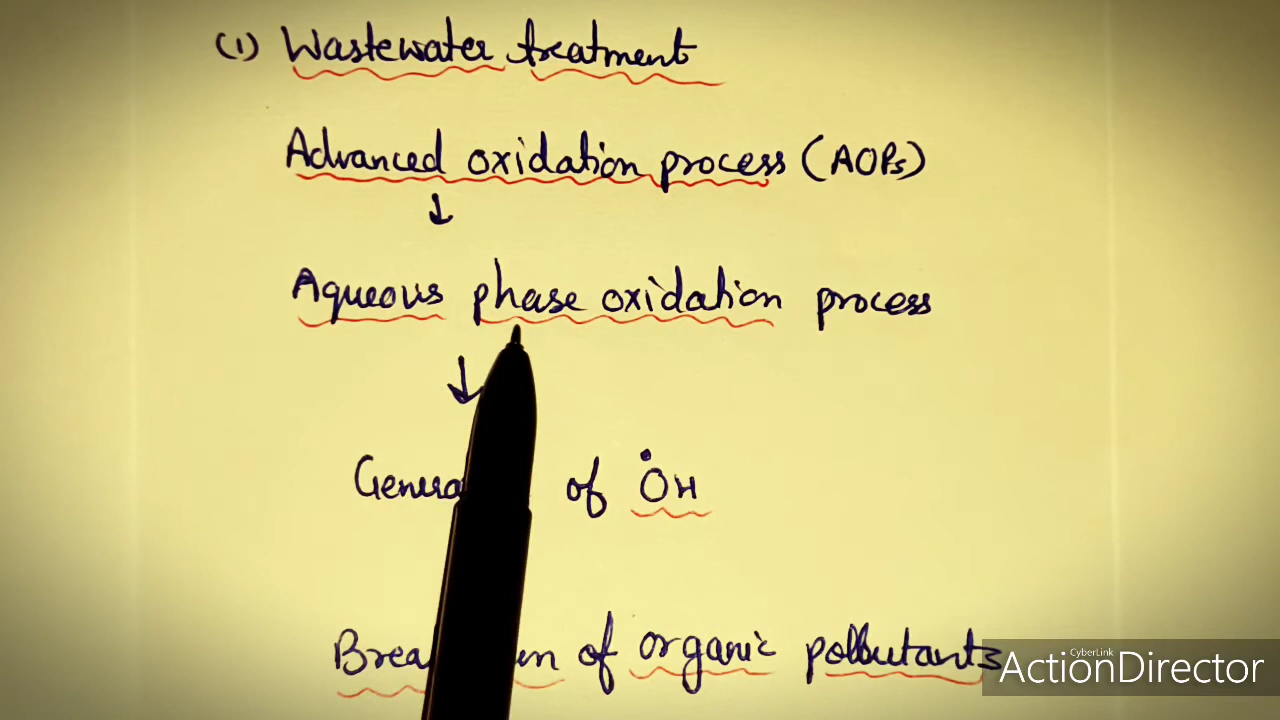 (1) Wastewater treatment
Advanced oxidation process (AOPs)
↓
Aqueous phase oxidation process
↓
of ȮH
of organic pollutants
CyberLink
ActionDirector